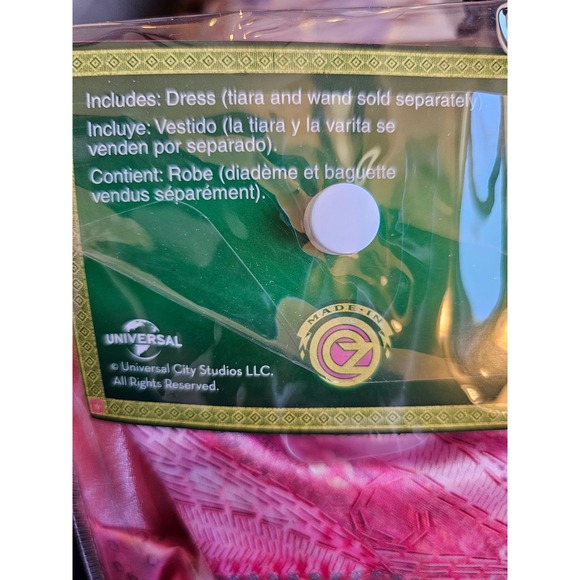 Includes: Dress (tiara and wand sold separately)
Incluye: Vestido (la tiara y la varita se
venden por separado).
Contient: Robe (diadème et baguette
vendus séparément).
MADE·IN
OZ
UNIVERSAL
© Universal City Studios LLC.
All Rights Reserved.